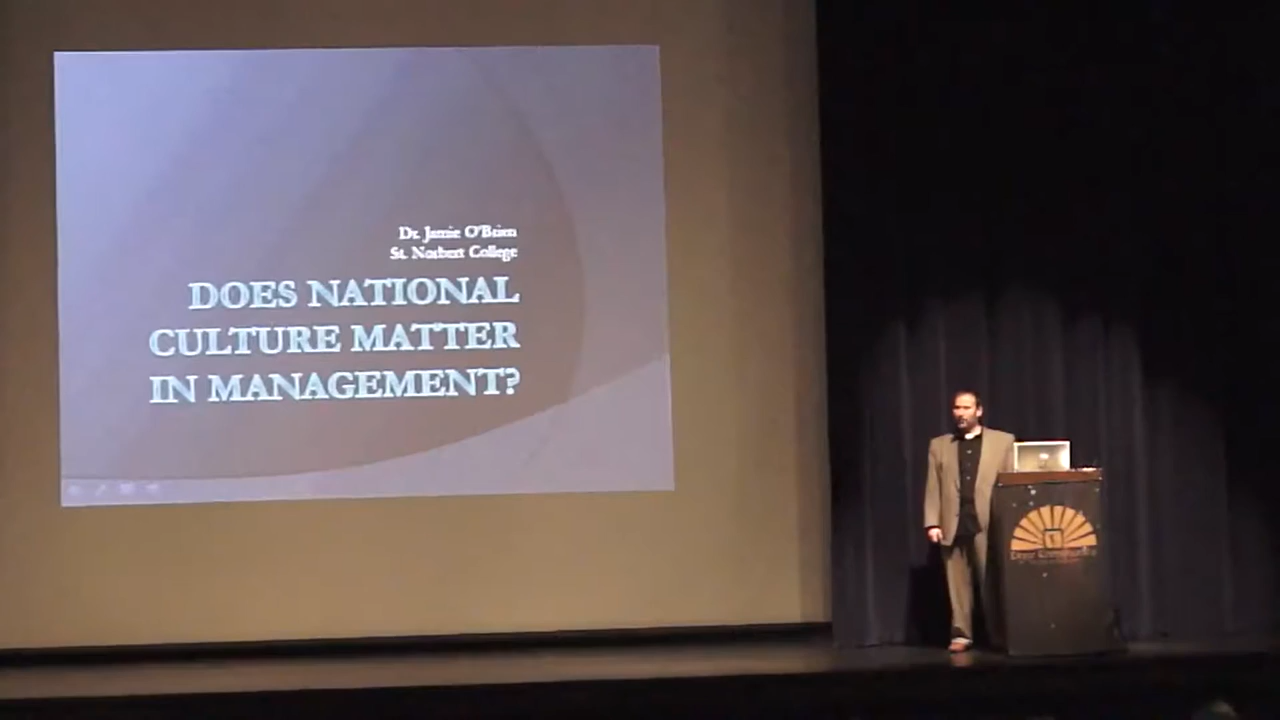 Dr. Jamie O'Brien
St. Norbert College
DOES NATIONAL
CULTURE MATTER
IN MANAGEMENT?